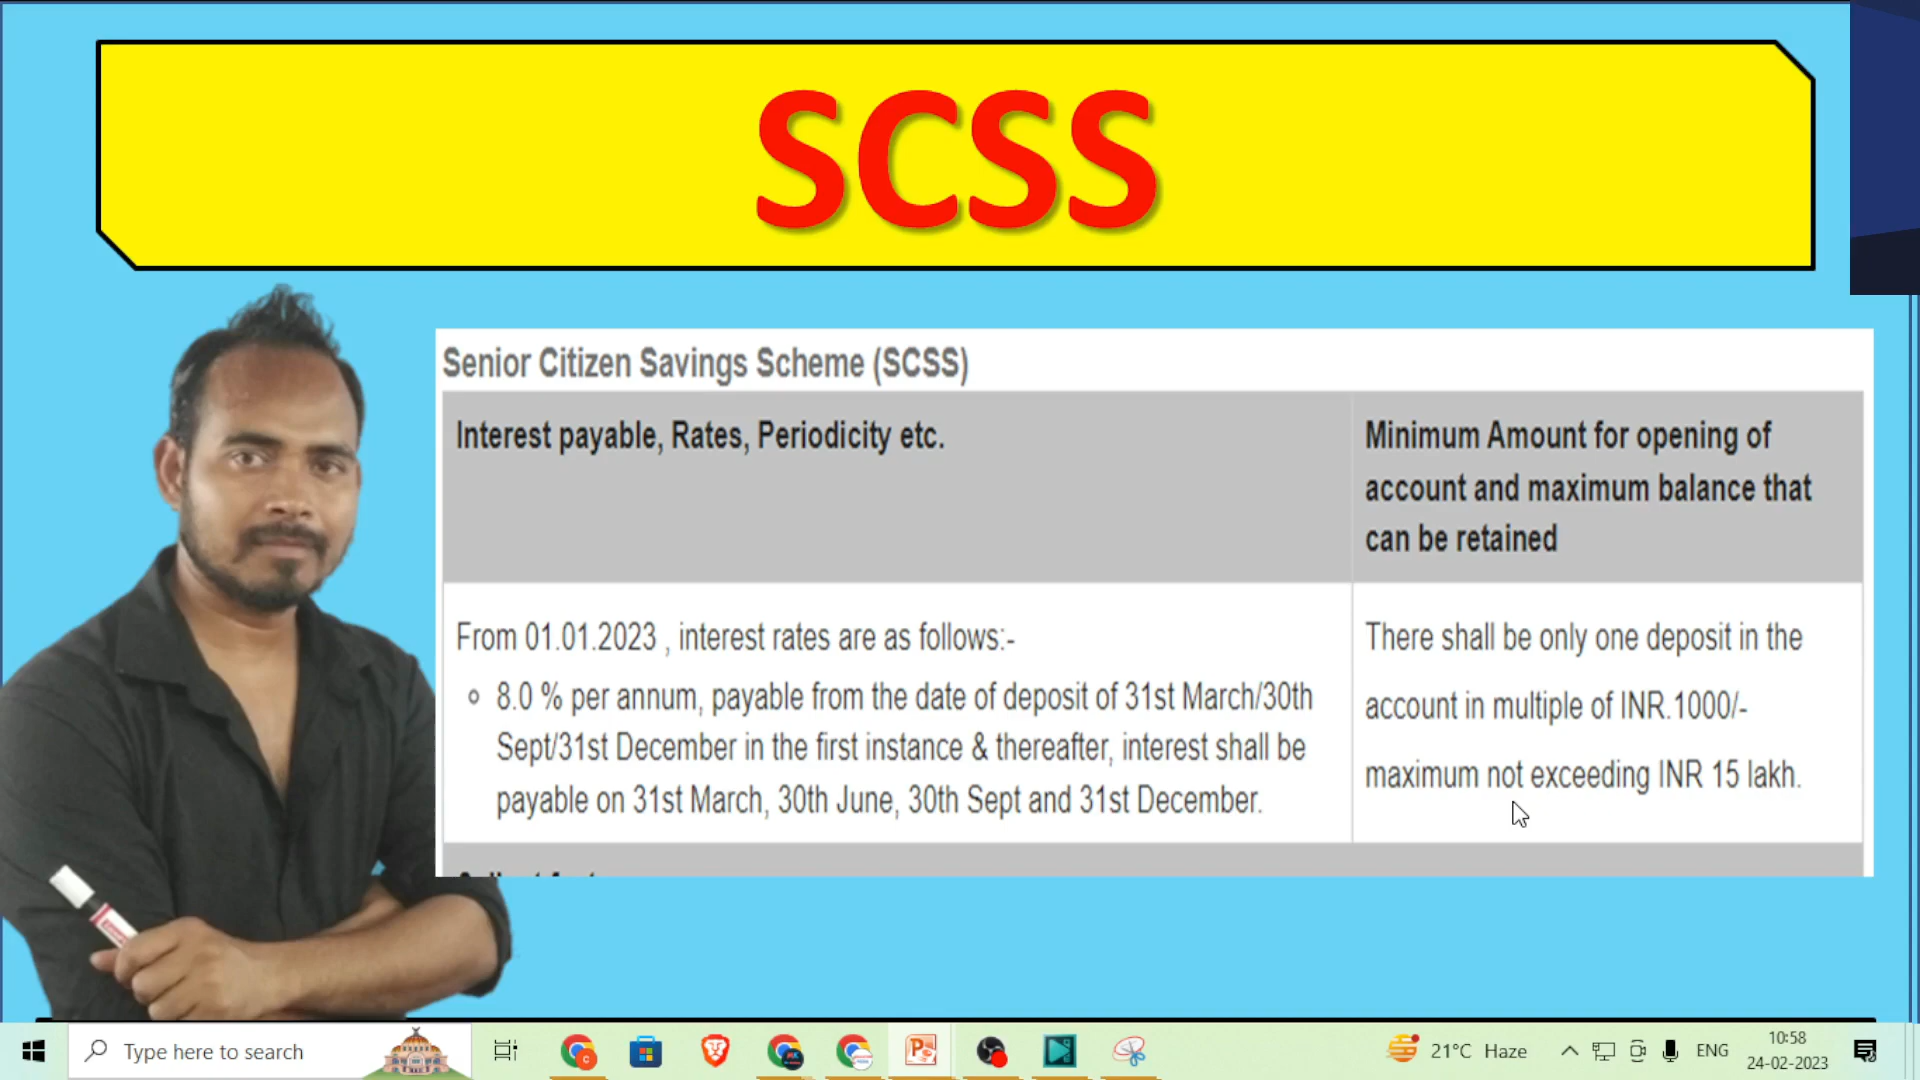 SCSS
Senior Citizen Savings Scheme (SCSS)
Interest payable, Rates, Periodicity etc.
Minimum Amount for opening of
account and maximum balance that
can be retained
From 01.01.2023 , interest rates are as follows:-
8.0 % per annum, payable from the date of deposit of 31st March/30th
Sept/31st December in the first instance & thereafter, interest shall be
payable on 31st March, 30th June, 30th Sept and 31st December.
There shall be only one deposit in the
account in multiple of INR.1000/-
maximum not exceeding INR 15 lakh.
Type here to search
21°C Haze
ENG
10:58
24-02-2023